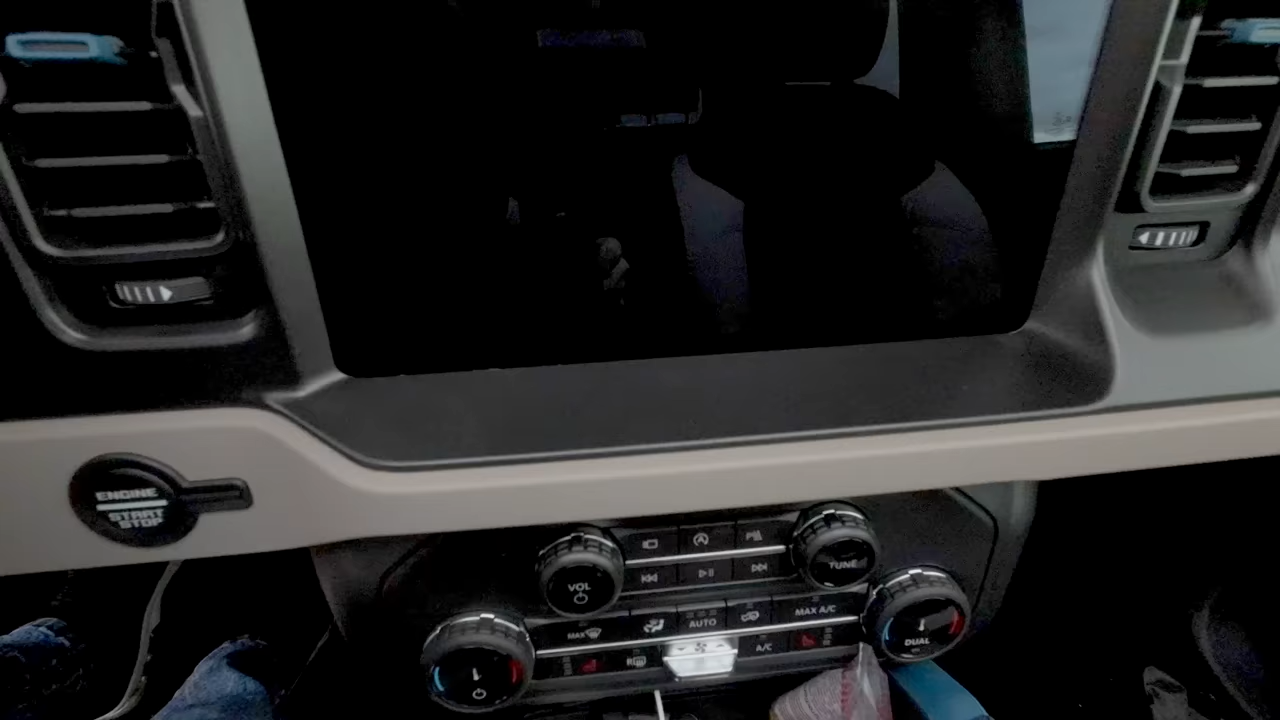 ENGINE
START
STOP
VOL
TUNE
MAX
AUTO
MAX A/C
A/C
DUAL